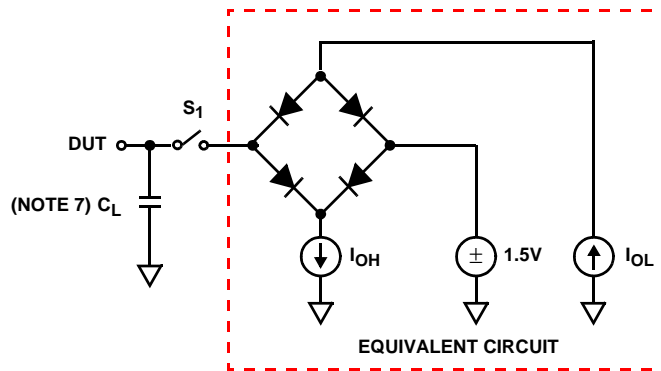 S1
DUT
(NOTE 7) CL
IOH
± 1.5V
IOL
EQUIVALENT CIRCUIT